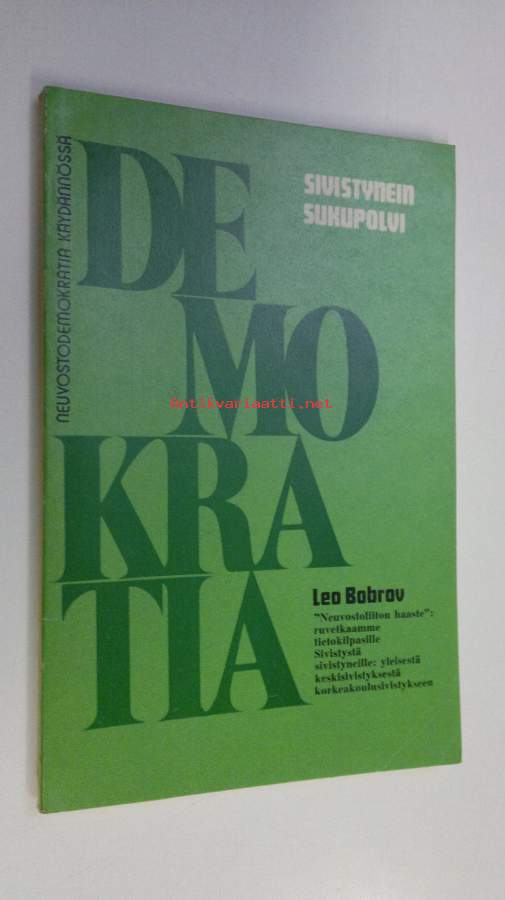 NEUVOSTODEMOKRATIA KÄYDÄNNÖSSÄ
SIVISTYNEIN
SUKUPOLVI
DE
MO
KRA
TIA
Antikvariaatti.net
Leo Bobrov
"Neuvostoliiton haaste":
ruvetkaamme
tietokilpasille
Sivistystä
sivistyneille: yleisestä
keskisivistyksestä
korkeakoulusivistykseen